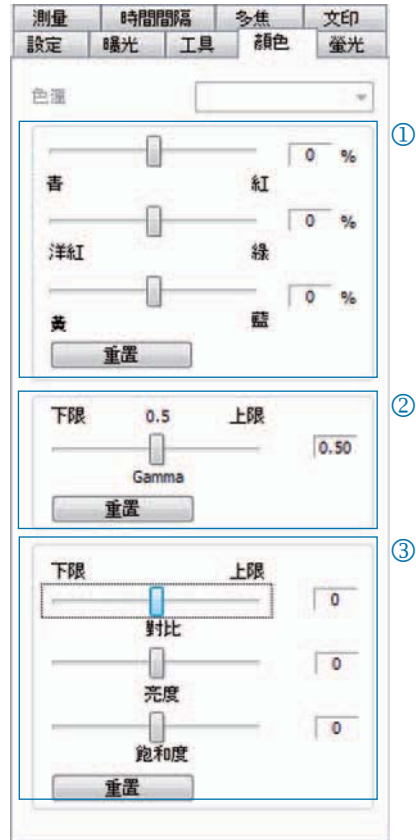 測量 時間間隔 多焦 文印
設定 曝光 工具 顏色 螢光
色溫
①
0 %
青 紅
0 %
洋紅 綠
0 %
黃 藍
重置
②
下限 0.5 上限
0.50
Gamma
重置
③
下限 上限
0
對比
0
亮度
0
飽和度
重置